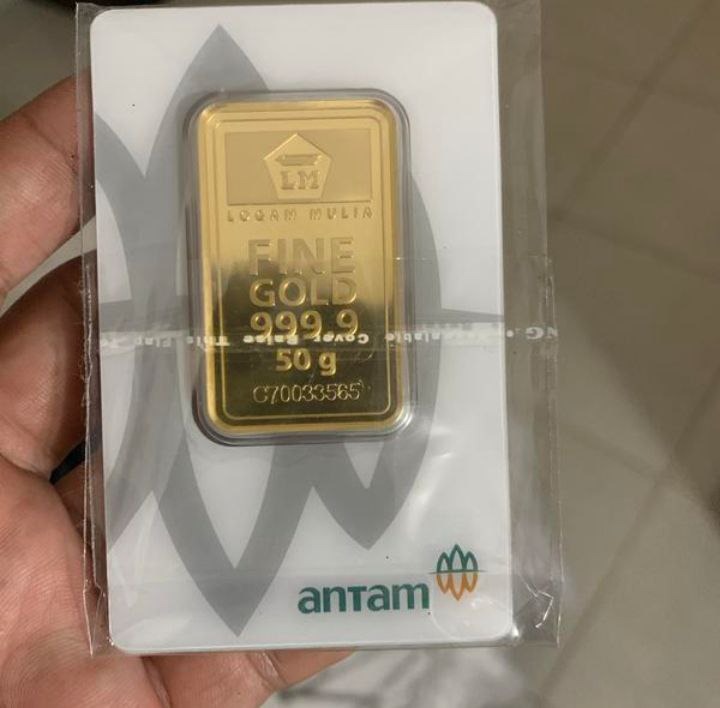 LM
LOGAM MULIA
FINE
GOLD
999.9
50 g
C70033565
antam